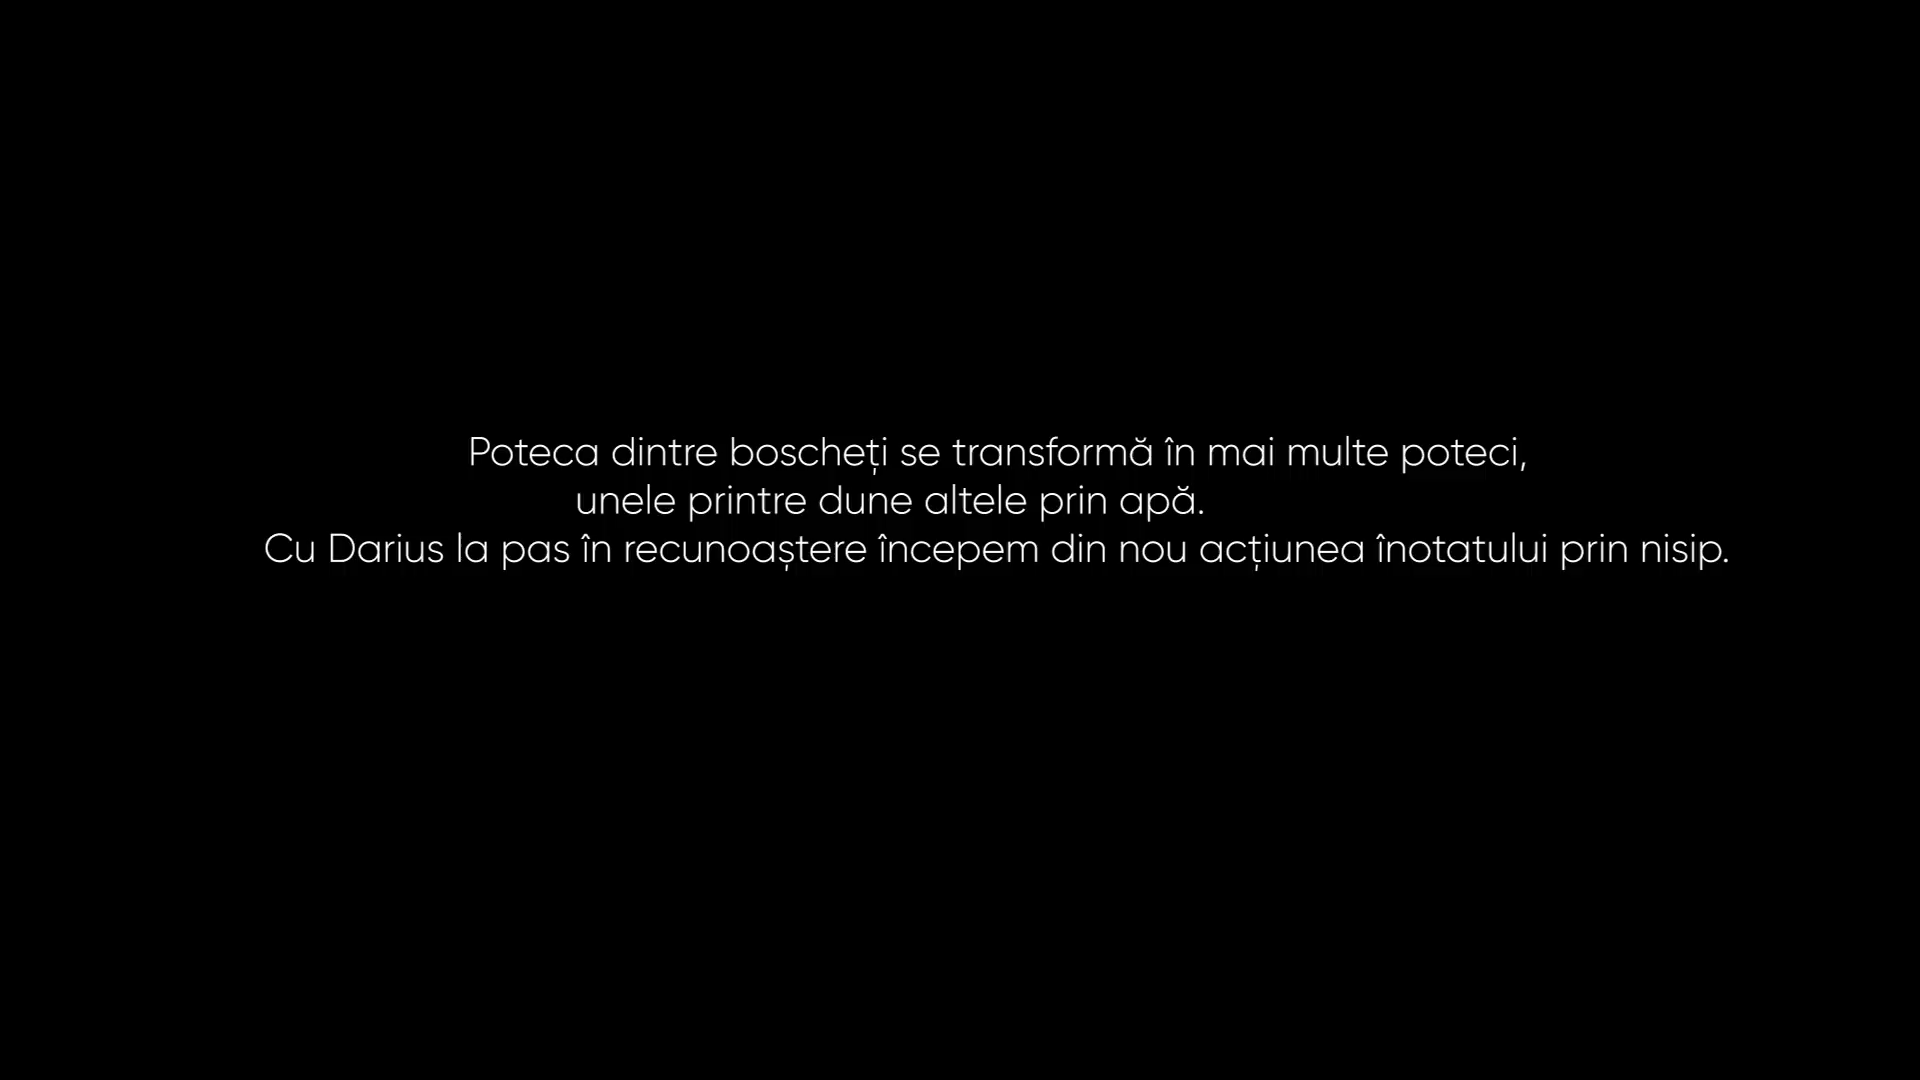 Poteca dintre boscheți se transformă în mai multe poteci,
unele printre dune altele prin apă.
Cu Darius la pas în recunoaștere începem din nou acțiunea înotatului prin nisip.